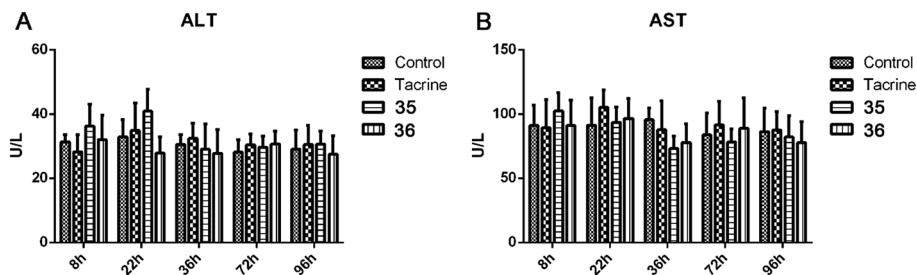 A
ALT
U/L
60
40
20
0
8h
22h
36h
72h
96h
Control
Tacrine
35
36
B
AST
U/L
150
100
50
0
8h
22h
36h
72h
96h
Control
Tacrine
35
36